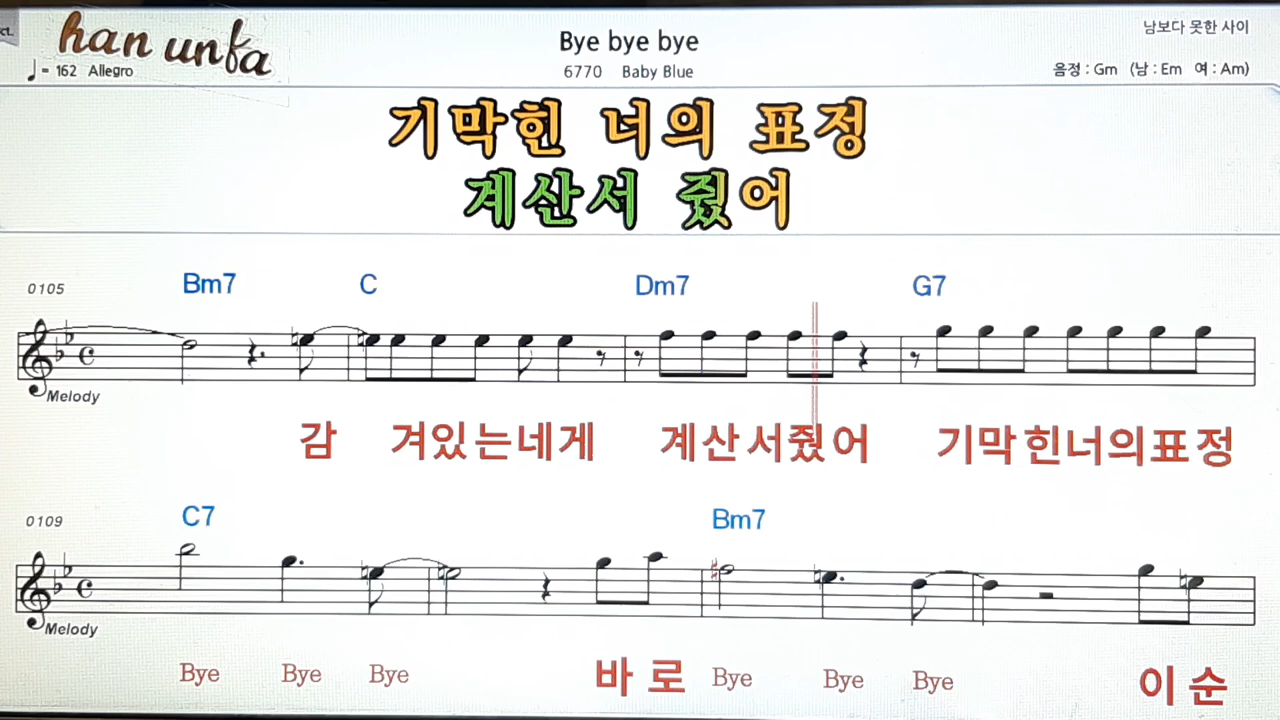 ct.
han unfa
남보다 못한 사이
Bye bye bye
♩= 162 Allegro
6770 Baby Blue
음정 : Gm (남 : Em 여 : Am)
기막힌 너의 표정
계산서 줬어
0105 Bm7 C Dm7 G7
Melody
감 겨있는네게 계산서줬어 기막힌너의표정
0109 C7 Bm7
Melody
Bye Bye Bye 바로 Bye Bye Bye 이순